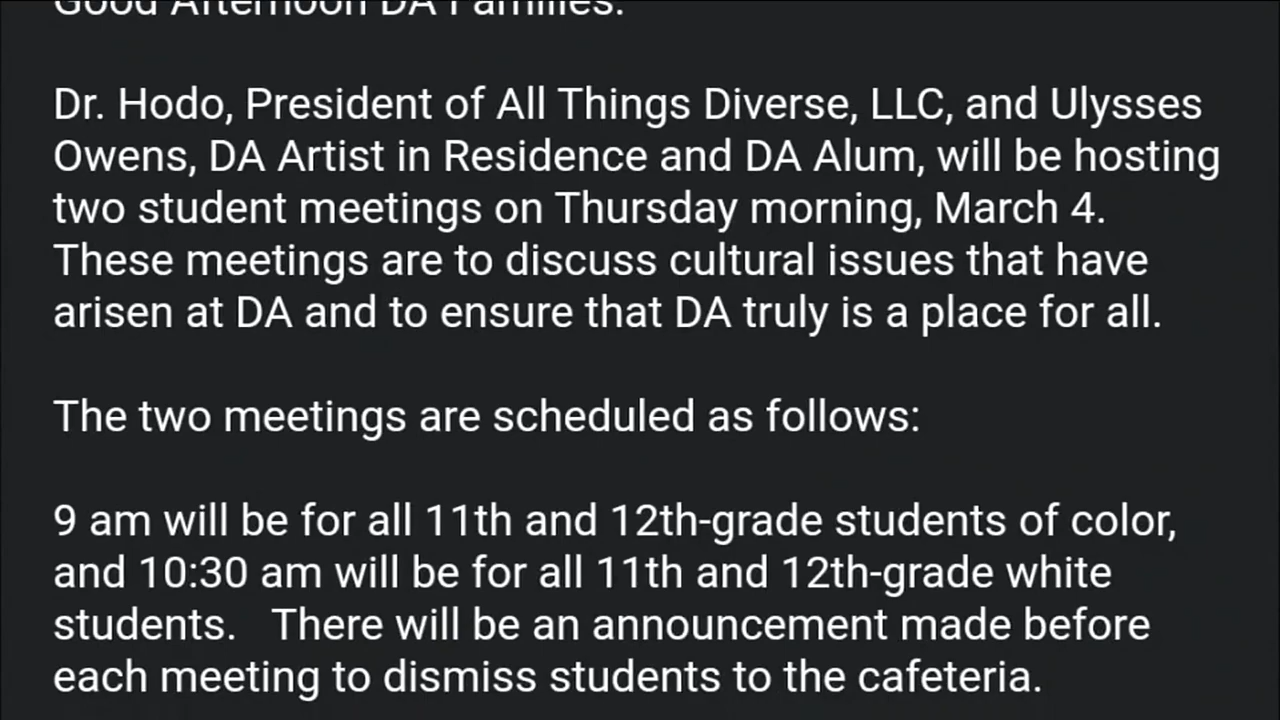 Good Afternoon DA Families:
Dr. Hodo, President of All Things Diverse, LLC, and Ulysses
Owens, DA Artist in Residence and DA Alum, will be hosting
two student meetings on Thursday morning, March 4.
These meetings are to discuss cultural issues that have
arisen at DA and to ensure that DA truly is a place for all.
The two meetings are scheduled as follows:
9 am will be for all 11th and 12th-grade students of color,
and 10:30 am will be for all 11th and 12th-grade white
students.   There will be an announcement made before
each meeting to dismiss students to the cafeteria.